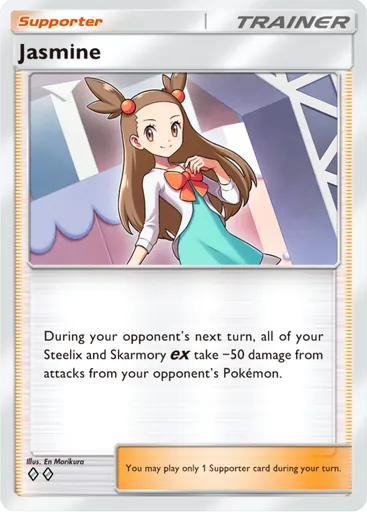 Supporter
TRAINER
Jasmine
During your opponent's next turn, all of your
Steelix and Skarmory ex take −50 damage from
attacks from your opponent's Pokémon.
Illus. En Morikura
You may play only 1 Supporter card during your turn.